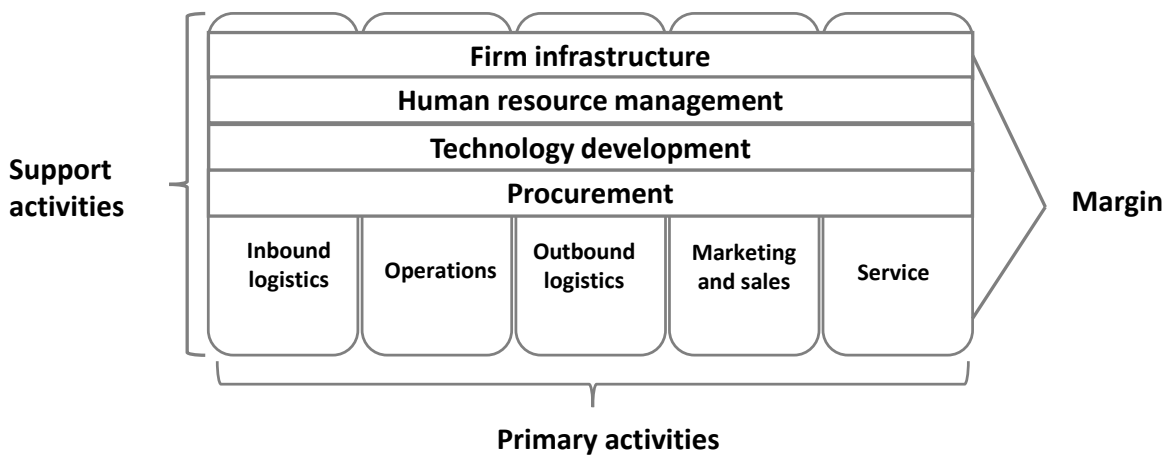 Firm infrastructure
Human resource management
Technology development
Procurement
Support
activities
Margin
Inbound
logistics
Operations
Outbound
logistics
Marketing
and sales
Service
Primary activities